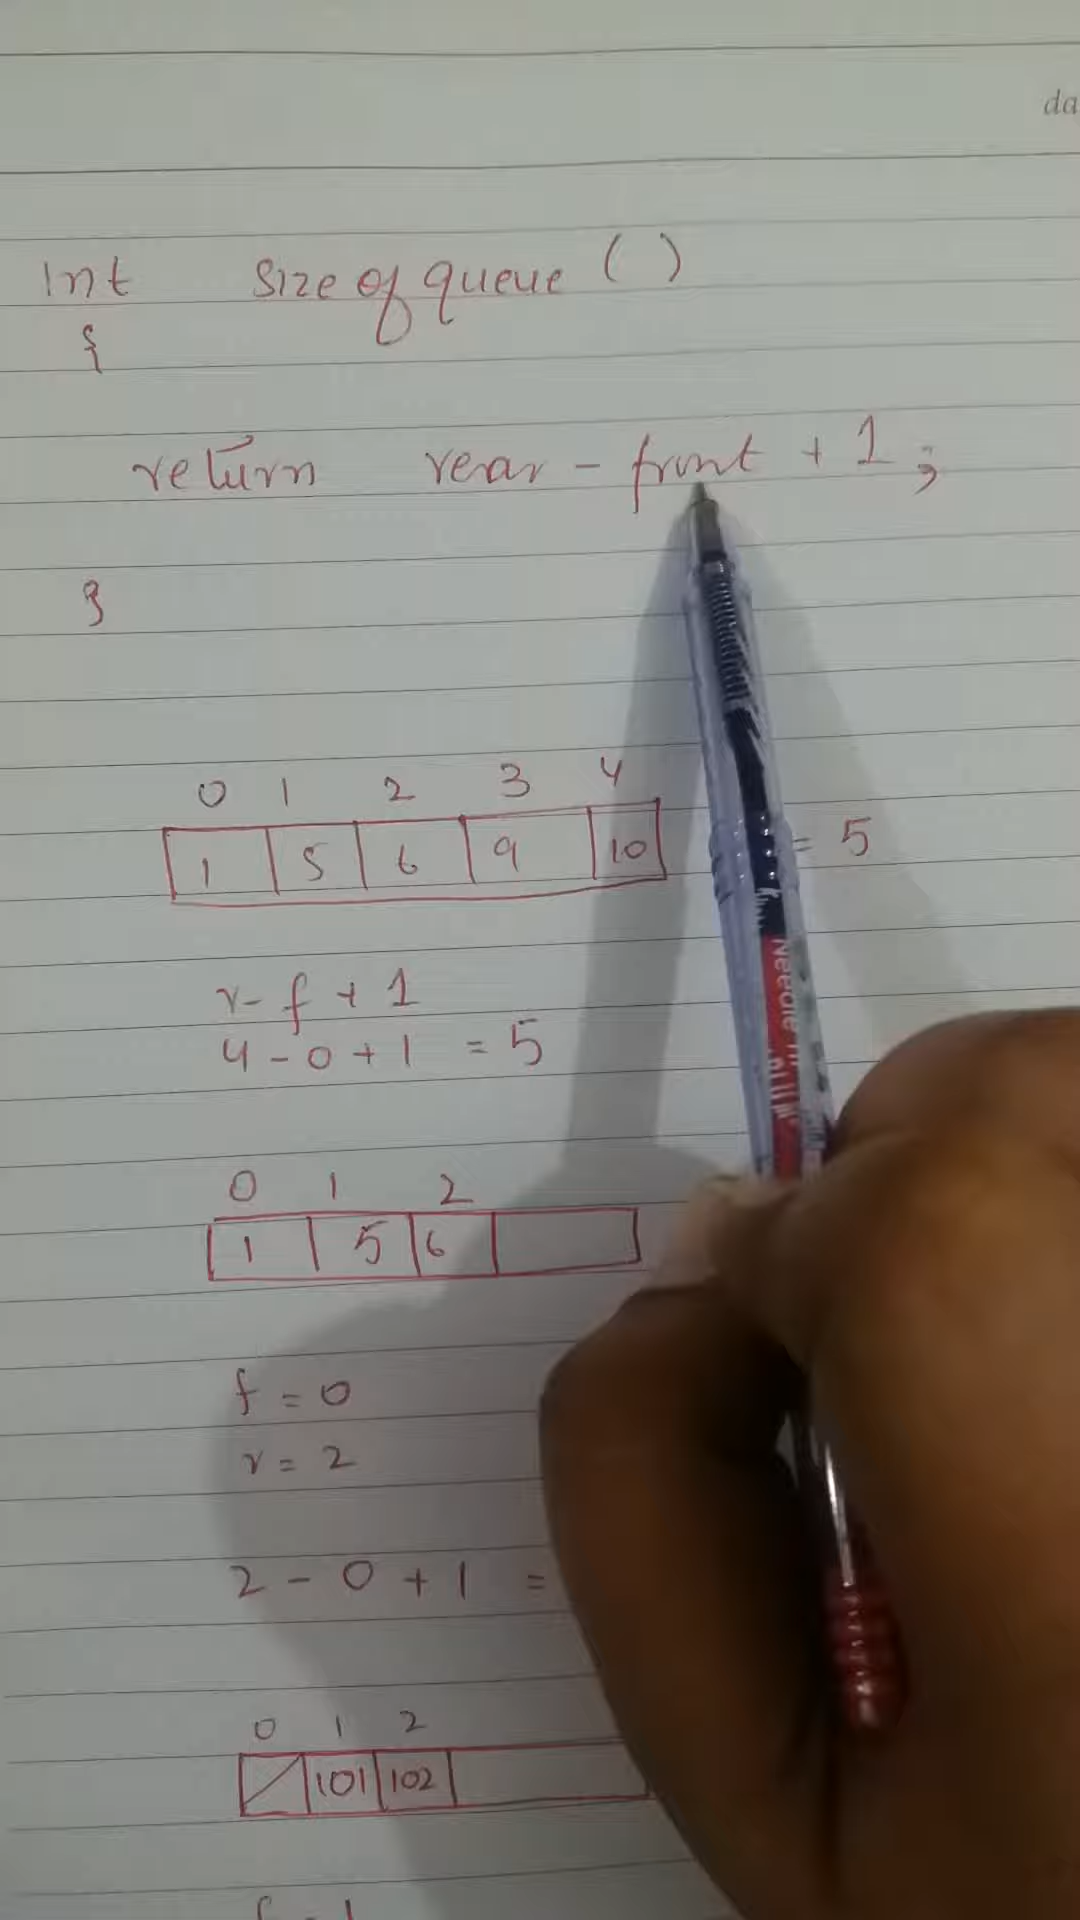 da
Int size of queue ( )
{
return rear - front + 1 ;
}
0 1 2 3 4
1 5 6 9 10 = 5
r - f + 1
4 - 0 + 1 = 5
0 1 2
1 5 6
f = 0
r = 2
2 - 0 + 1 =
0 1 2
101 102
Needle